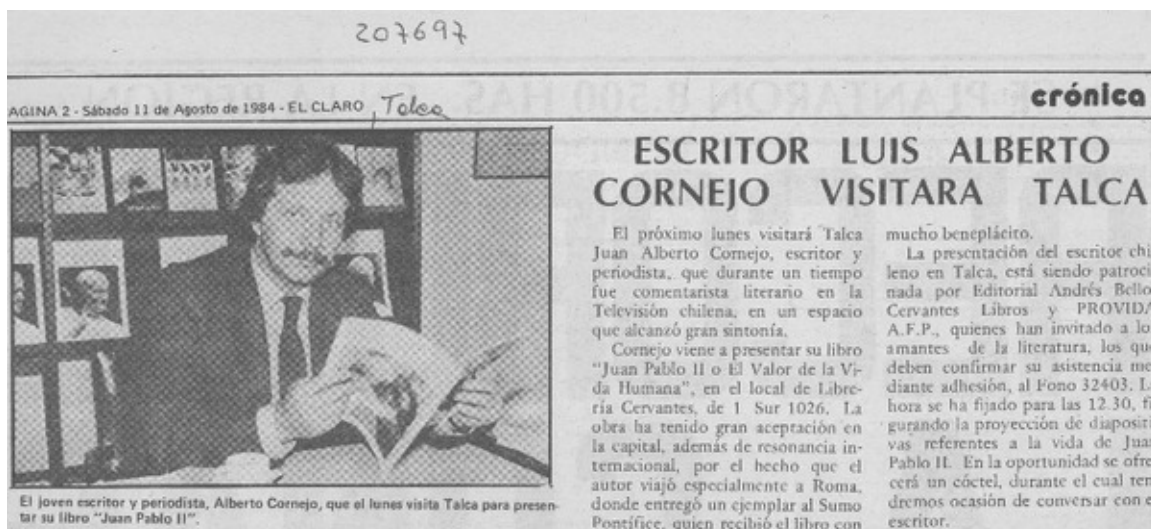 207697
AGINA 2 - Sábado 11 de Agosto de 1984 - EL CLARO, Talca
crónica
ESCRITOR LUIS ALBERTO
CORNEJO VISITARA TALCA
El próximo lunes visitará Talca
Juan Alberto Cornejo, escritor y
periodista, que durante un tiempo
fue comentarista literario en la
Televisión chilena, en un espacio
que alcanzó gran sintonía.
Cornejo viene a presentar su libro
"Juan Pablo II o El Valor de la Vi-
da Humana", en el local de Libre-
ría Cervantes, de 1 Sur 1026. La
obra ha tenido gran aceptación en
la capital, además de resonancia in-
ternacional, por el hecho que el
autor viajó especialmente a Roma,
donde entregó un ejemplar al Sumo
Pontífice, quien recibió el libro con
mucho beneplácito.
La presentación del escritor chi
leno en Talca, está siendo patroci
nada por Editorial Andrés Bello
Cervantes Libros y PROVIDA
A.F.P., quienes han invitado a lo
amantes de la literatura, los que
deben confirmar su asistencia me
diante adhesión, al Fono 32403. L
hora se ha fijado para las 12.30, fi
gurando la proyección de diapositi
vas referentes a la vida de Juan
Pablo II. En la oportunidad se ofre
cerá un cóctel, durante el cual ten
dremos ocasión de conversar con e
escritor.
El joven escritor y periodista, Alberto Cornejo, que el lunes visita Talca para presen-
tar su libro "Juan Pablo II".